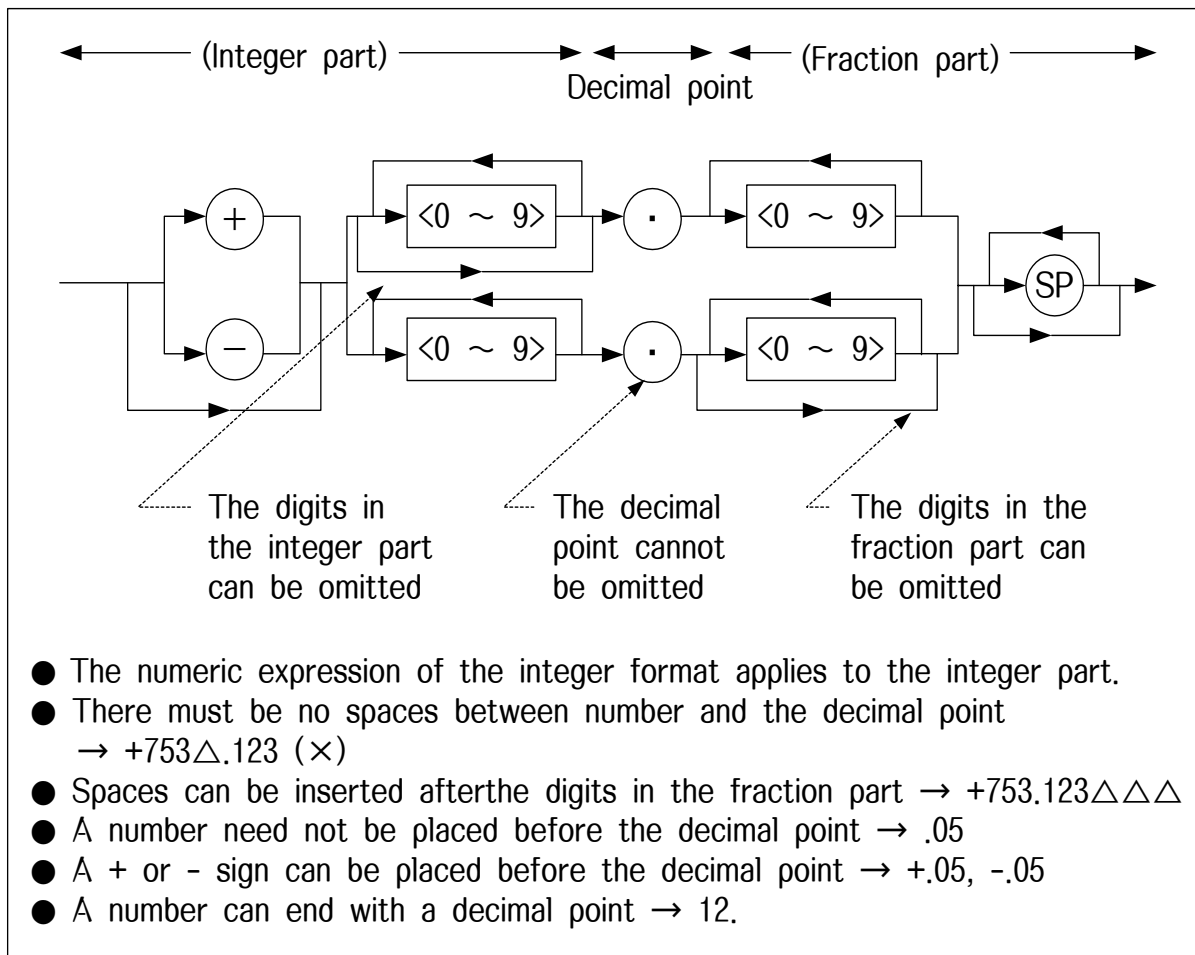 (Integer part)
(Fraction part)
Decimal point
+
<0 ~ 9>
.
<0 ~ 9>
SP
−
<0 ~ 9>
.
<0 ~ 9>
The digits in
the integer part
can be omitted
The decimal
point cannot
be omitted
The digits in the
fraction part can
be omitted
● The numeric expression of the integer format applies to the integer part.
● There must be no spaces between number and the decimal point
→ +753△.123 (×)
● Spaces can be inserted afterthe digits in the fraction part → +753.123△△△
● A number need not be placed before the decimal point → .05
● A + or - sign can be placed before the decimal point → +.05, -.05
● A number can end with a decimal point → 12.